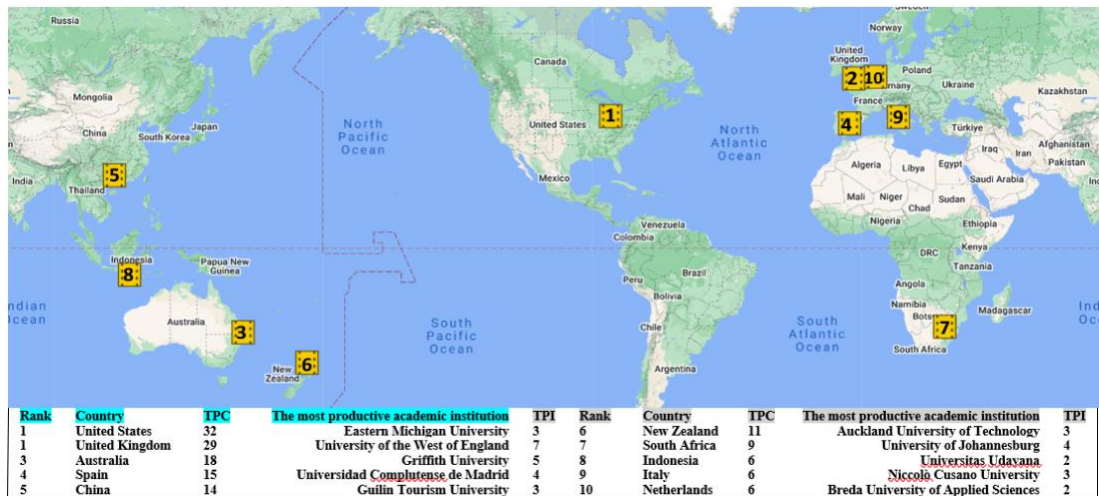 Russia
Sweden
Norway
Canada
United
Kingdom
2
10
Poland
Germany
Ukraine
Kazakhstan
Mongolia
France
1
United States
4
9
Türkiye
Japan
South Korea
China
North
Pacific
Ocean
North
Atlantic
Ocean
Iraq
Iran
Afghanistan
Pakistan
Algeria
Libya
Egypt
Saudi Arabia
5
India
Thailand
Mexico
Mali
Niger
Chad
Sudan
Nigeria
Ethiopia
Venezuela
Colombia
Kenya
DRC
Tanzania
Indonesia
8
Papua New
Guinea
Peru
Brazil
Bolivia
Angola
Namibia
Madagascar
Indian
Ocean
Australia
3
South
Pacific
Ocean
Chile
South
Atlantic
Ocean
7
South Africa
6
New
Zealand
Argentina
Rank Country TPC The most productive academic institution TPI Rank Country TPC The most productive academic institution TPI
1 United States 32 Eastern Michigan University 3 6 New Zealand 11 Auckland University of Technology 3
2 United Kingdom 29 University of the West of England 7 7 South Africa 9 University of Johannesburg 4
3 Australia 18 Griffith University 5 8 Indonesia 6 Universitas Udayana 2
4 Spain 15 Universidad Complutense de Madrid 4 9 Italy 6 Niccolò Cusano University 3
5 China 14 Guilin Tourism University 3 10 Netherlands 6 Breda University of Applied Sciences 2